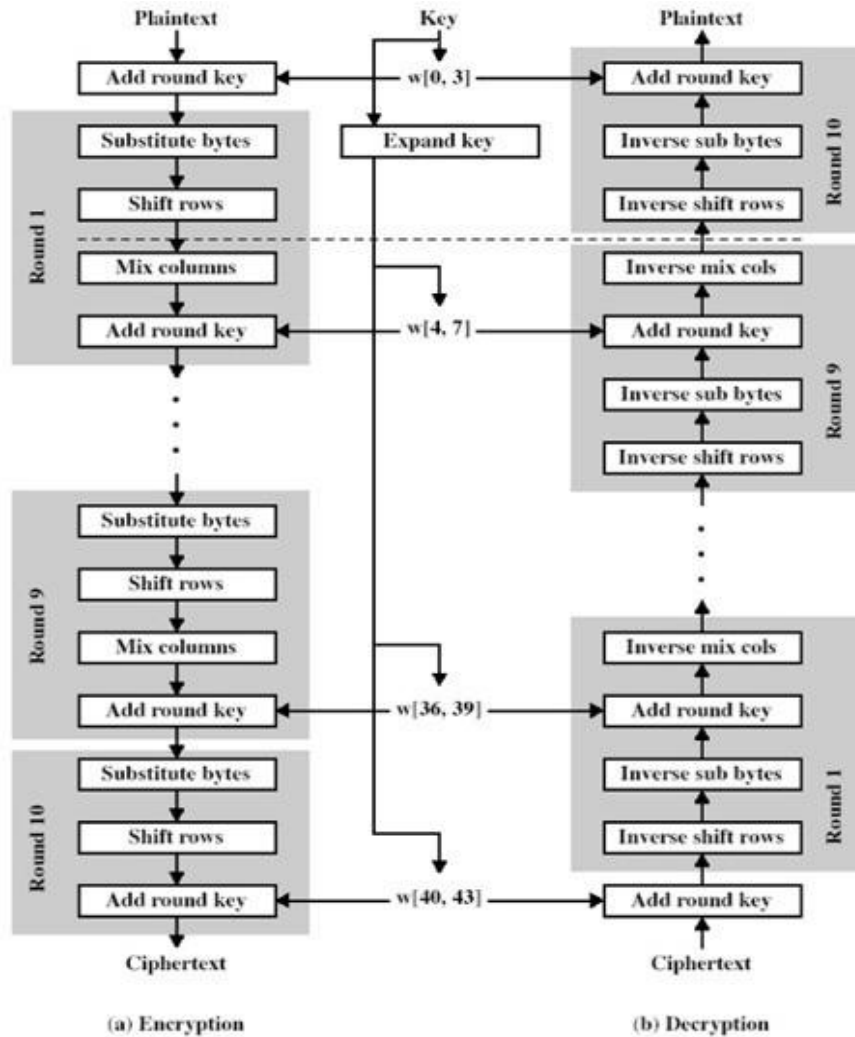 Plaintext
Add round key
Round 1
Substitute bytes
Shift rows
Mix columns
Add round key
Round 9
Substitute bytes
Shift rows
Mix columns
Add round key
Round 10
Substitute bytes
Shift rows
Add round key
Ciphertext
(a) Encryption
Key
w[0, 3]
Expand key
w[4, 7]
w[36, 39]
w[40, 43]
Plaintext
Add round key
Inverse sub bytes
Inverse shift rows
Round 10
Inverse mix cols
Add round key
Inverse sub bytes
Inverse shift rows
Round 9
Inverse mix cols
Add round key
Inverse sub bytes
Inverse shift rows
Round 1
Add round key
Ciphertext
(b) Decryption